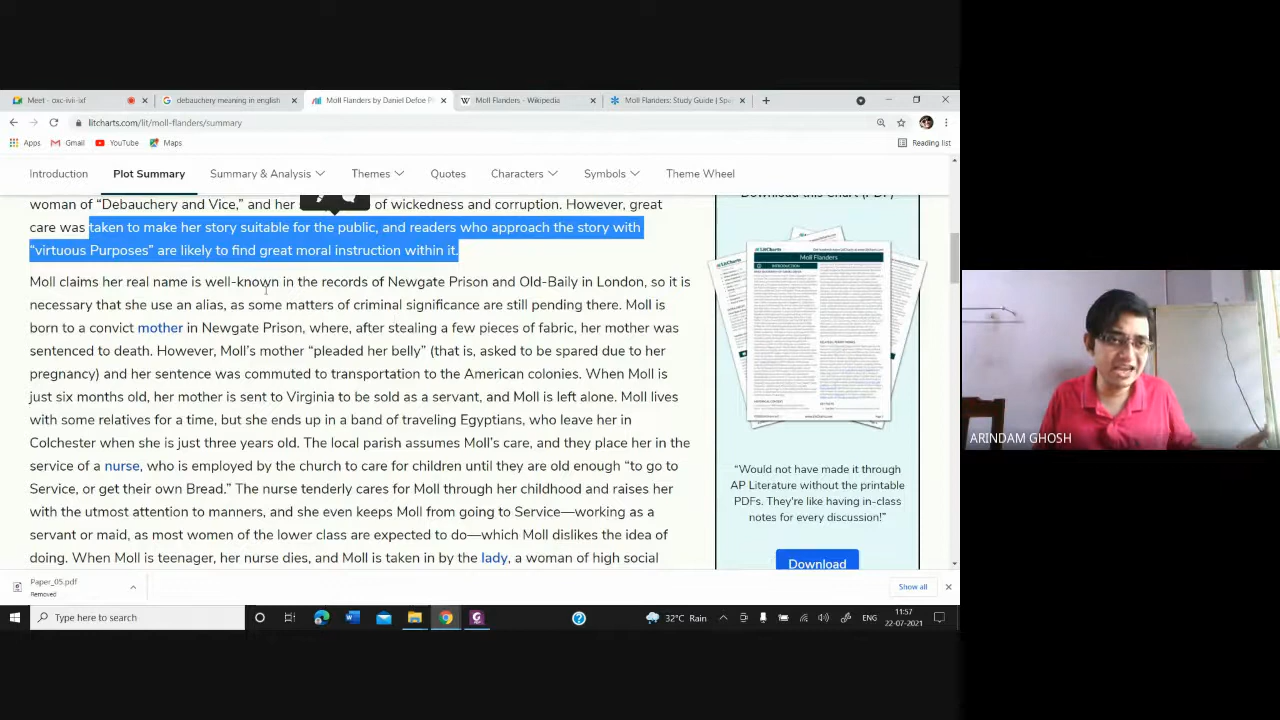 Meet - oxc-ivii-ixf
debauchery meaning in english
Moll Flanders by Daniel Defoe Pl
Moll Flanders - Wikipedia
Moll Flanders: Study Guide | Spa
litcharts.com/lit/moll-flanders/summary
Apps
Gmail
YouTube
Maps
Reading list
Introduction
Plot Summary
Summary & Analysis
Themes
Quotes
Characters
Symbols
Theme Wheel
woman of “Debauchery and Vice,” and her of wickedness and corruption. However, great
care was taken to make her story suitable for the public, and readers who approach the story with
“virtuous are likely to find great moral instruction within it.
Moll Flanders is so well-known in the records of Newgate Prison and in London, so it is
necessary to use an alias, as some matters of criminal significance are still active. Moll is
born to a convict mother in Newgate Prison, where, after stealing a few pieces of cloth, her mother was
sentenced to death. However, Moll’s mother “pleaded her Belly” (that is asked for leniency due to her
pregnancy) and her sentence was commuted to transportation to the American colonies. When Moll is
just months old, her mother is sent to Virginia to be sold as a servant, and Moll is left alone. Moll lives
with various relatives for a time, but she ends up in a band of traveling Egyptians, who leave her in
Colchester when she is just three years old. The local parish assumes Moll’s care, and they place her in the
service of a nurse, who is employed by the church to care for children until they are old enough “to go to
Service, or get their own Bread.” The nurse tenderly cares for Moll through her childhood and raises her
with the utmost attention to manners, and she even keeps Moll from going to Service—working as a
servant or maid, as most women of the lower class are expected to do—which Moll dislikes the idea of
doing. When Moll is teenager, her nurse dies, and Moll is taken in by the lady, a woman of high social
Download this Chart (PDF)
LitCharts
Moll Flanders
INTRODUCTION
“Would not have made it through
AP Literature without the printable
PDFs. They're like having in-class
notes for every discussion!”
Download
ARINDAM GHOSH
Paper_05.pdf
Removed
Show all
Type here to search
32°C Rain
ENG
11:57
22-07-2021